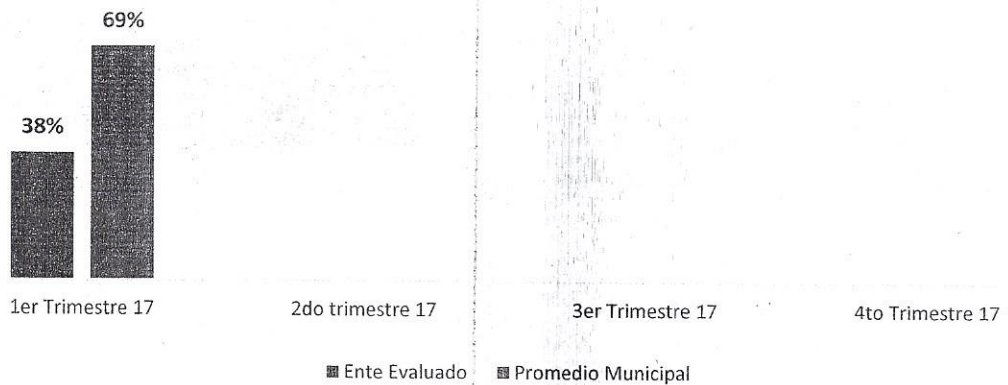 69%
38%
1er Trimestre 17 2do trimestre 17 3er Trimestre 17 4to Trimestre 17
Ente Evaluado Promedio Municipal